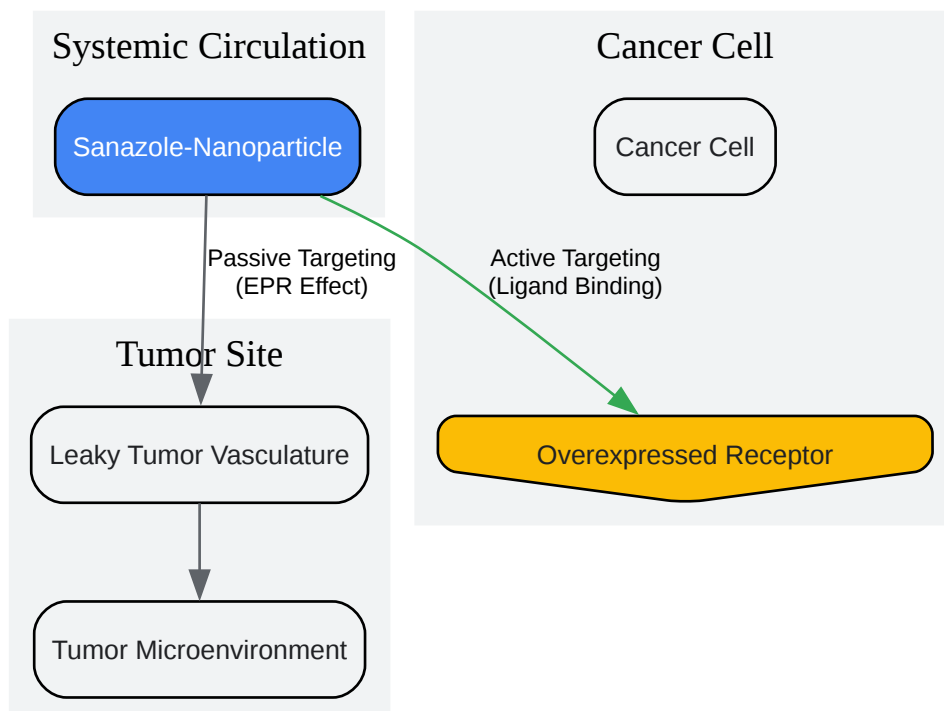 Systemic Circulation
Cancer Cell
Sanazole-Nanoparticle
Cancer Cell
Passive Targeting
(EPR Effect)
Active Targeting
(Ligand Binding)
Tumor Site
Leaky Tumor Vasculature
Overexpressed Receptor
Tumor Microenvironment